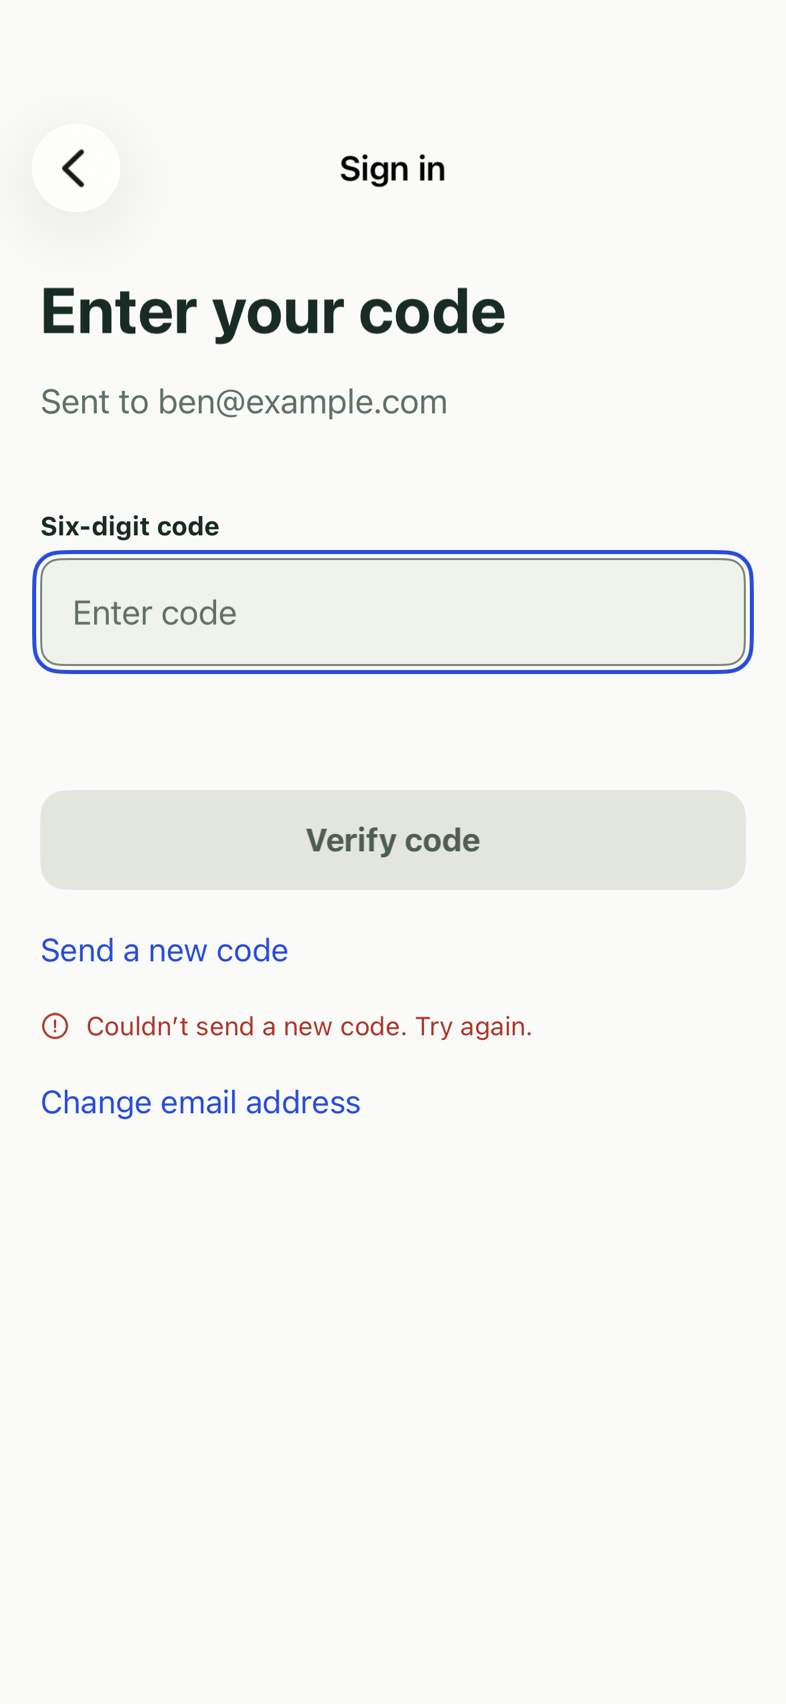 Sign in
Enter your code
Sent to ben@example.com
Six-digit code
Enter code
Verify code
Send a new code
Couldn’t send a new code. Try again.
Change email address